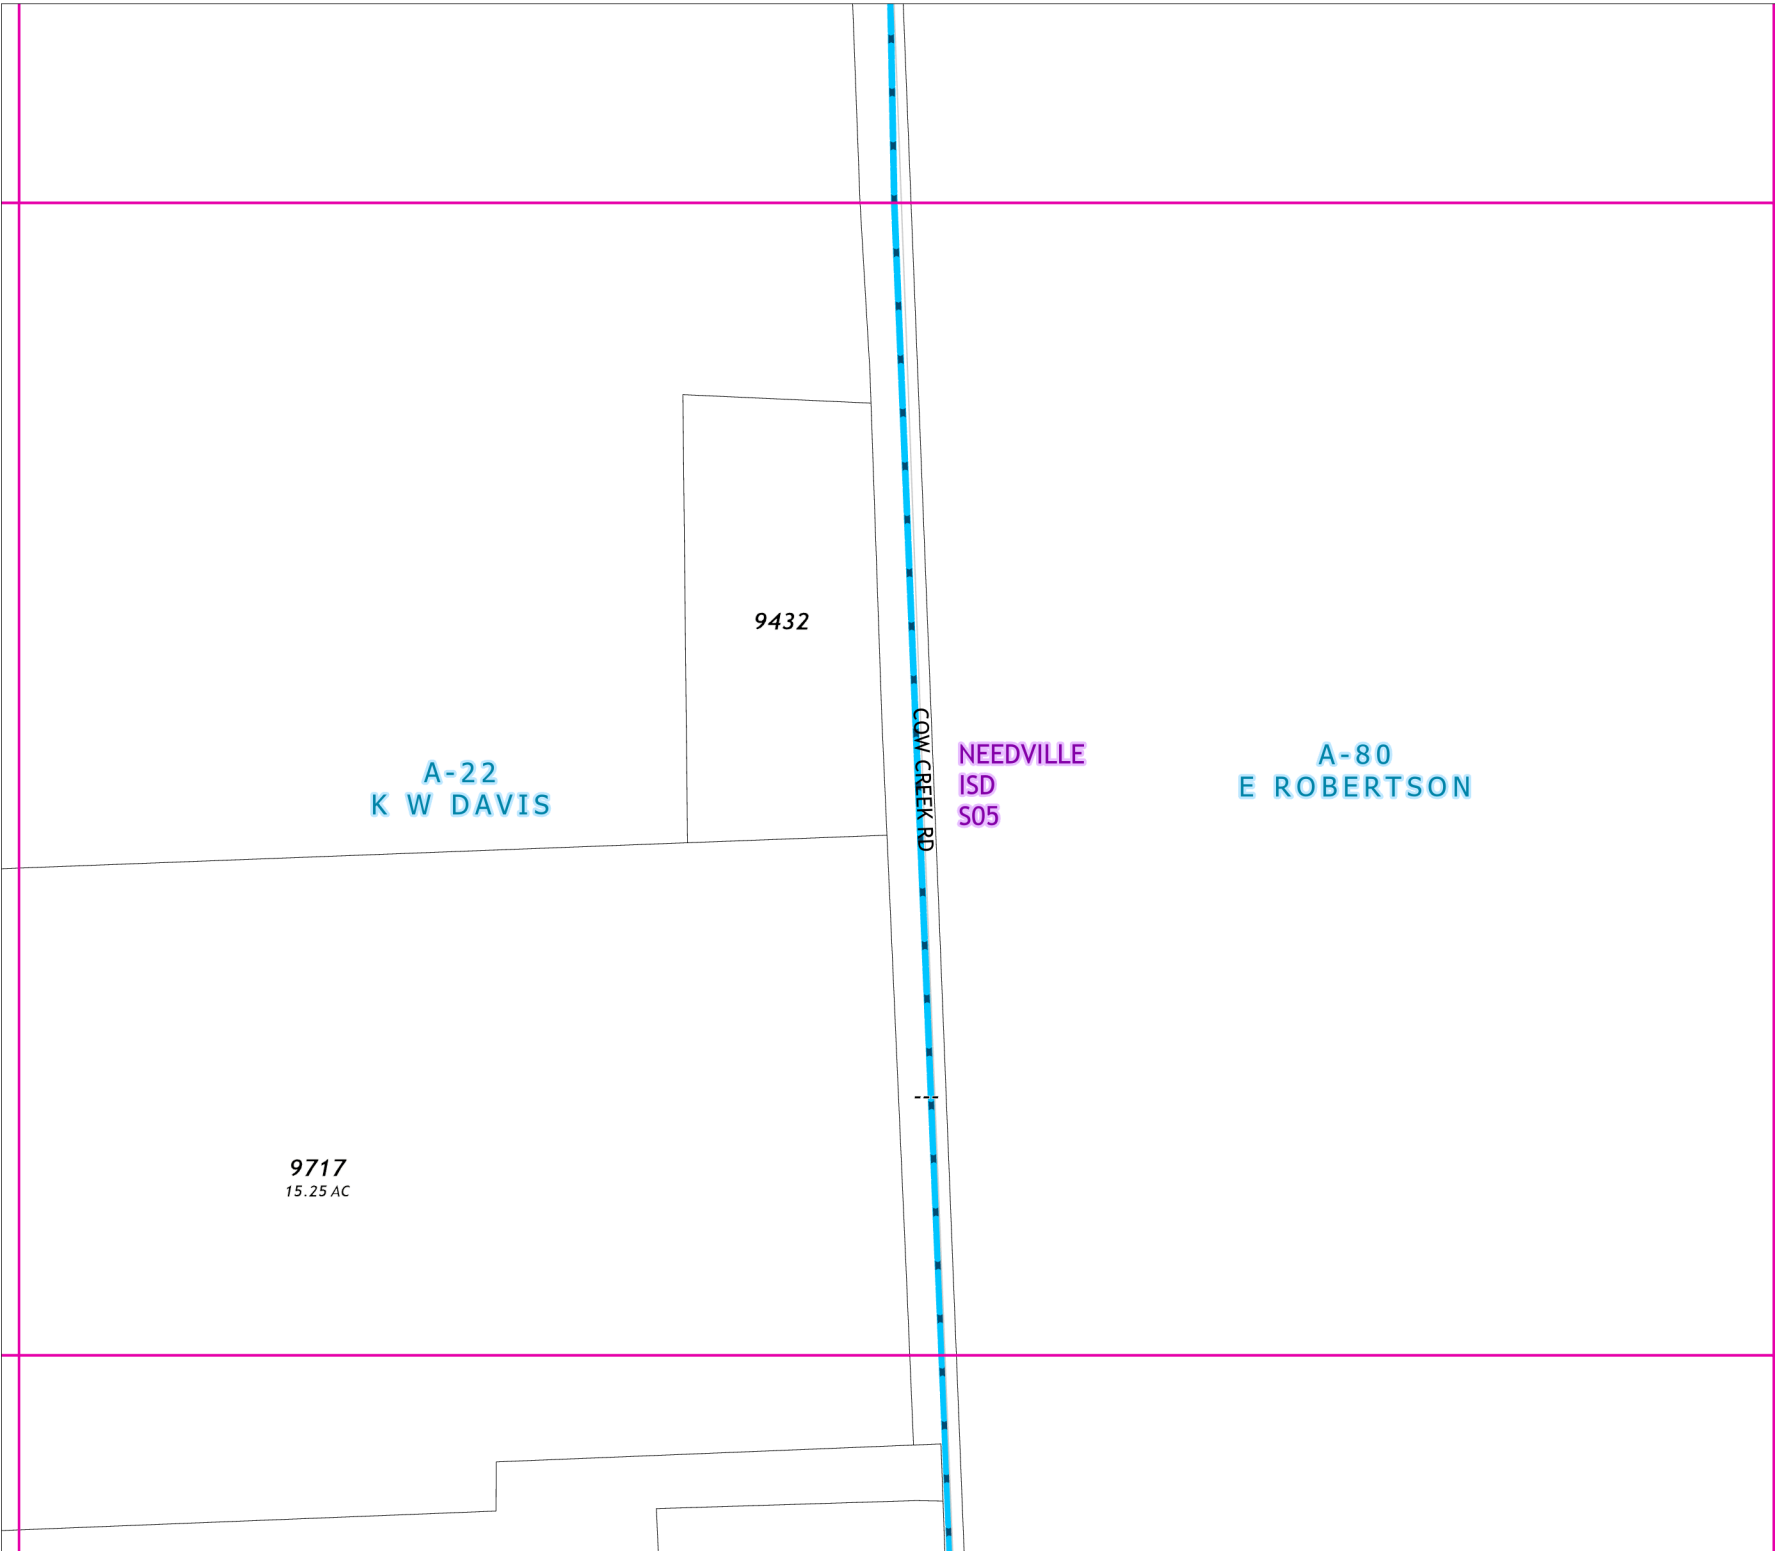 9432
COW CREEK RD
NEEDVILLE
ISD
S05
A-80
E ROBERTSON
A-22
K W DAVIS
9717
15.25 AC